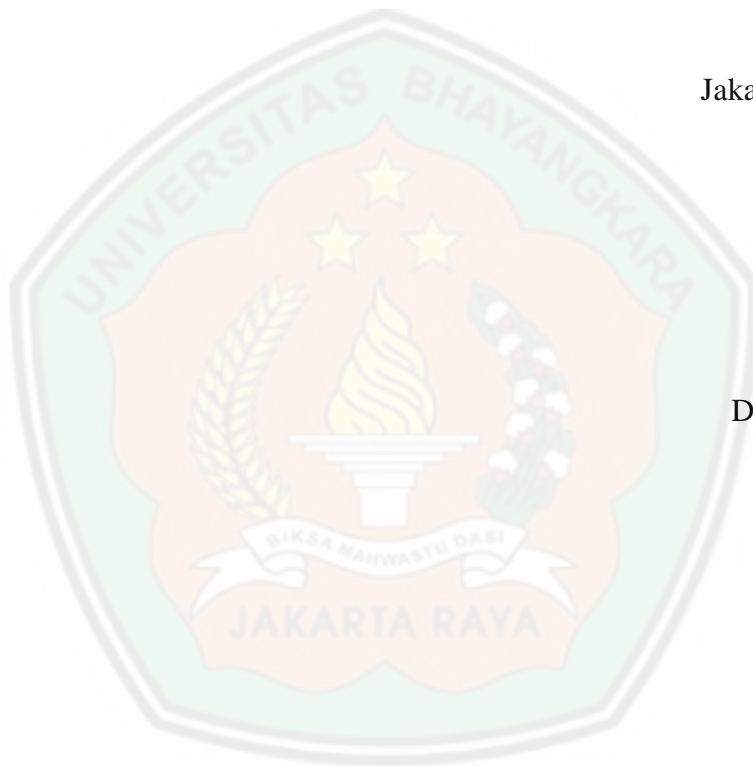 UNIVERSITAS BHAYANGKARA
Jaka
D
BIKSA MAHWASTU DASI
JAKARTA RAYA